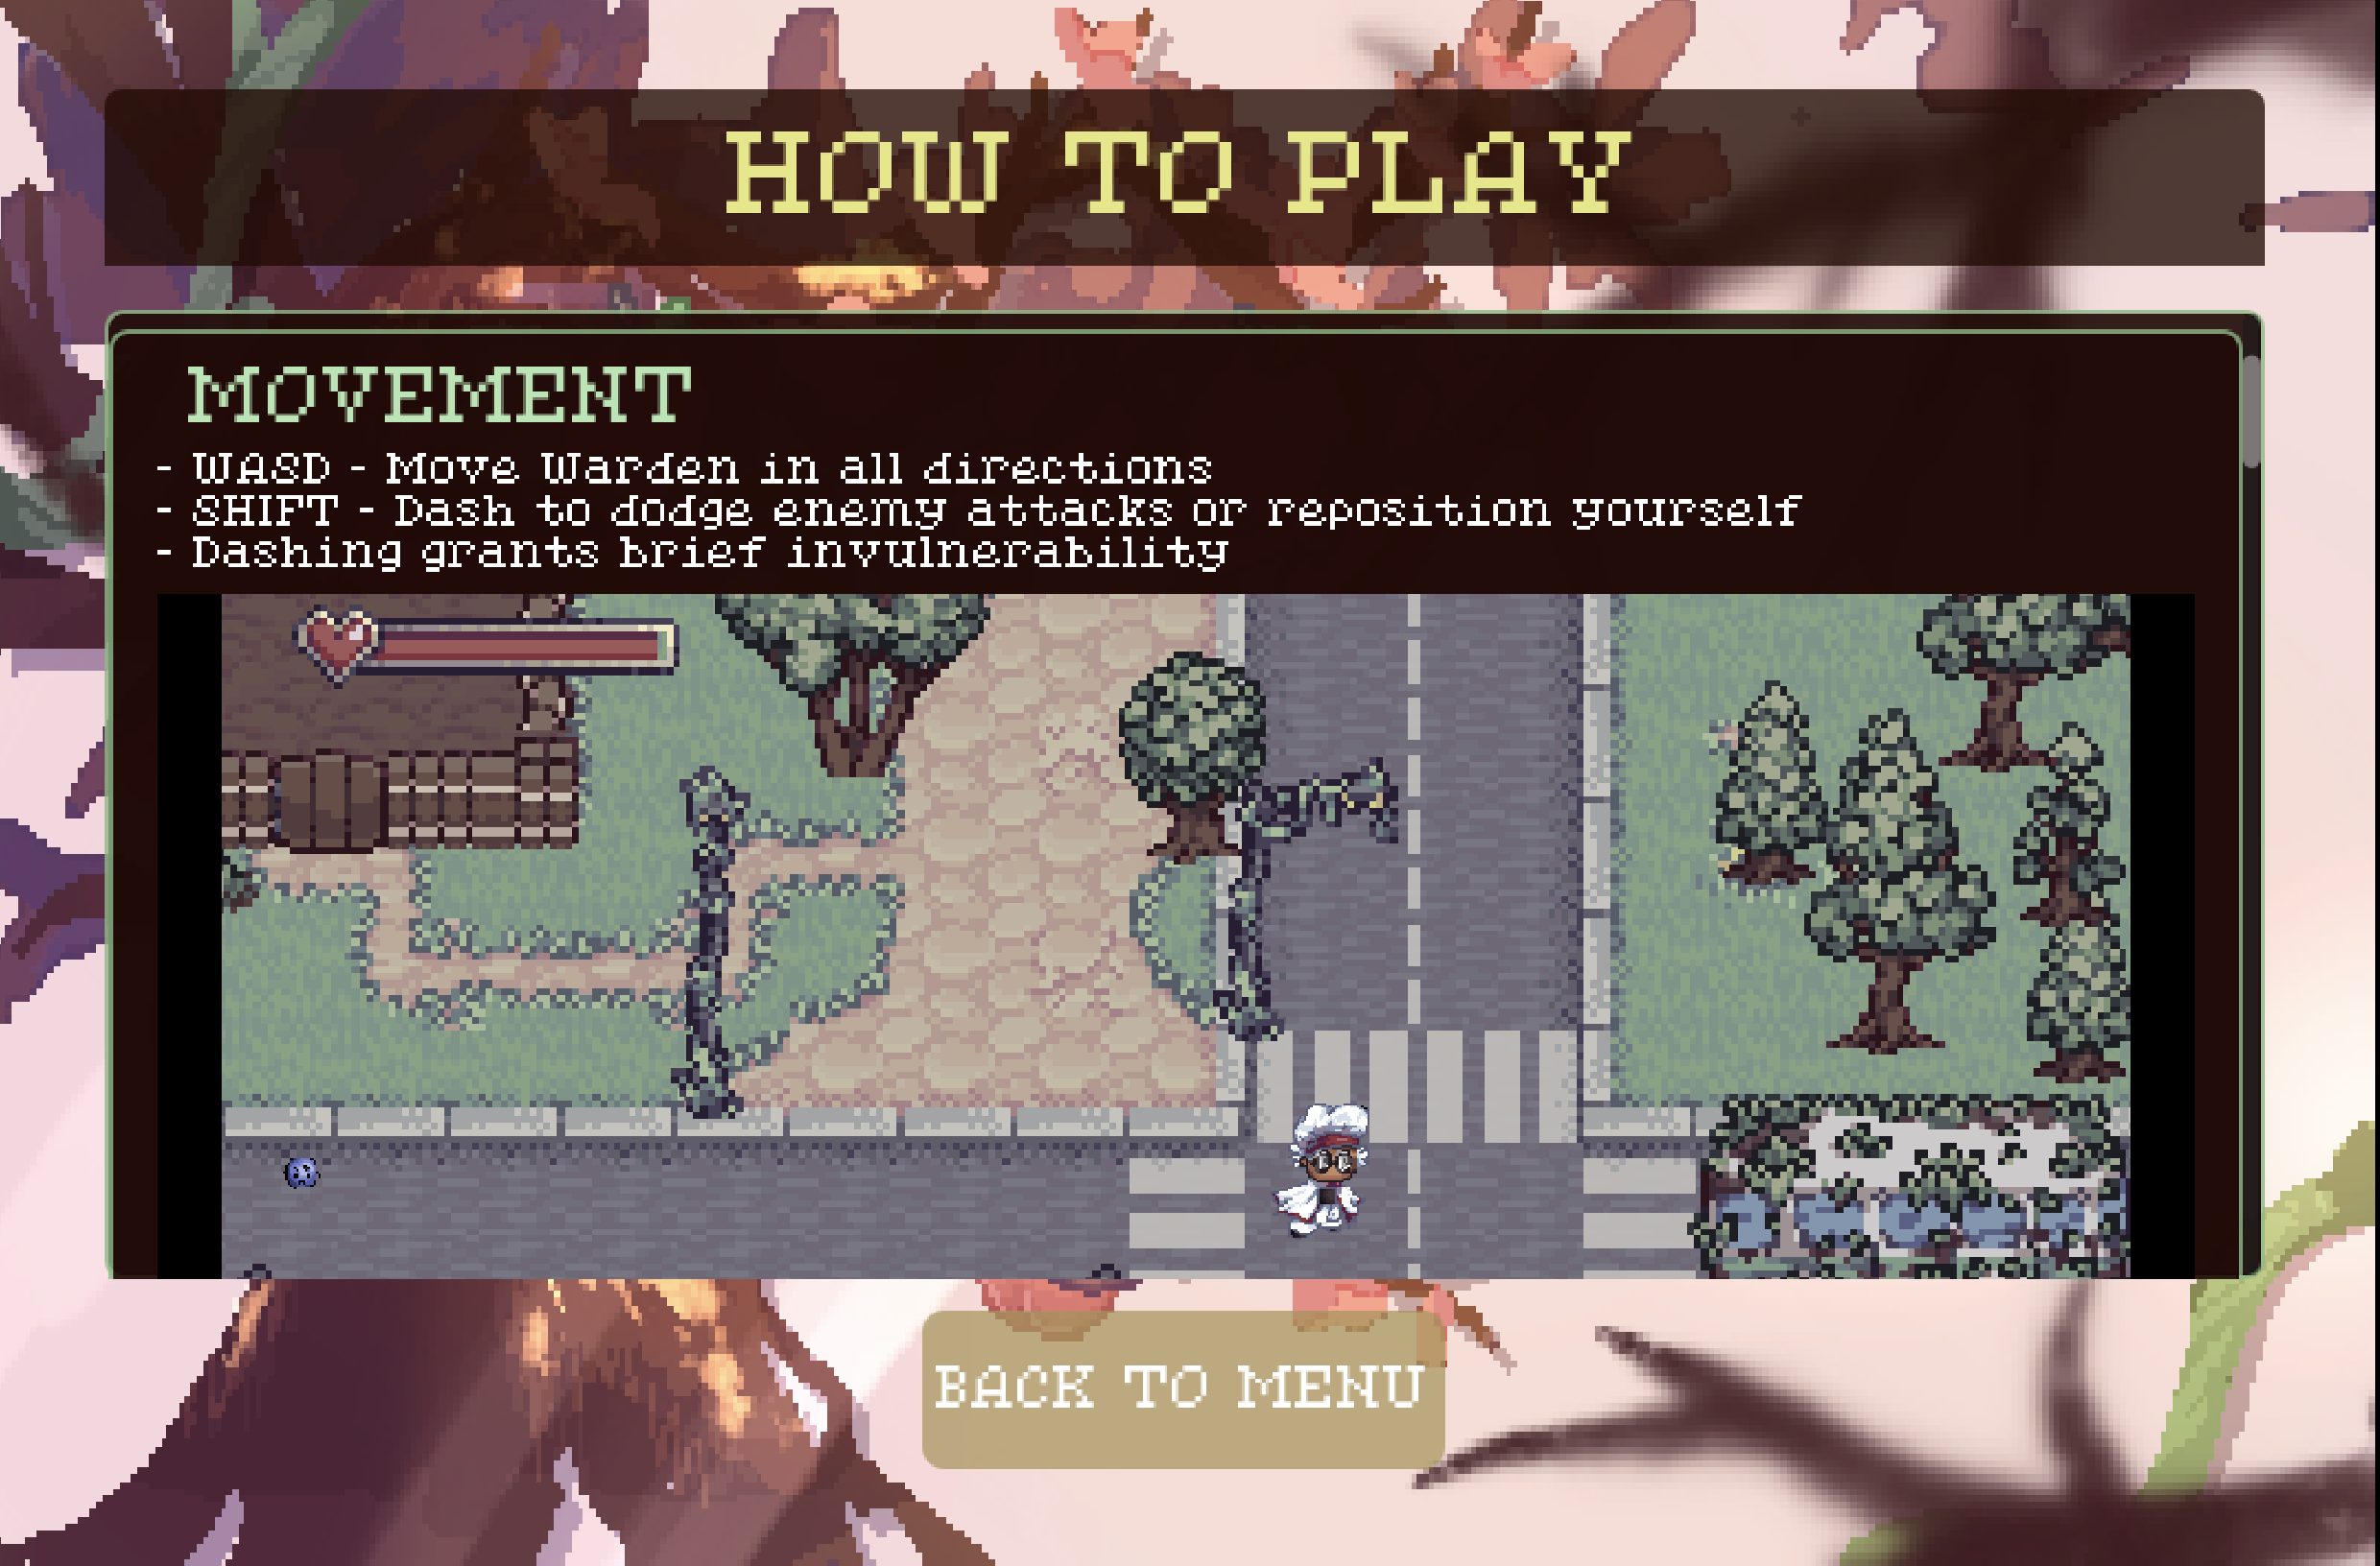 HOW TO PLAY
MOVEMENT
- WASD - Move Warden in all directions
- SHIFT - Dash to dodge enemy attacks or reposition yourself
- Dashing grants brief invulnerability
BACK TO MENU